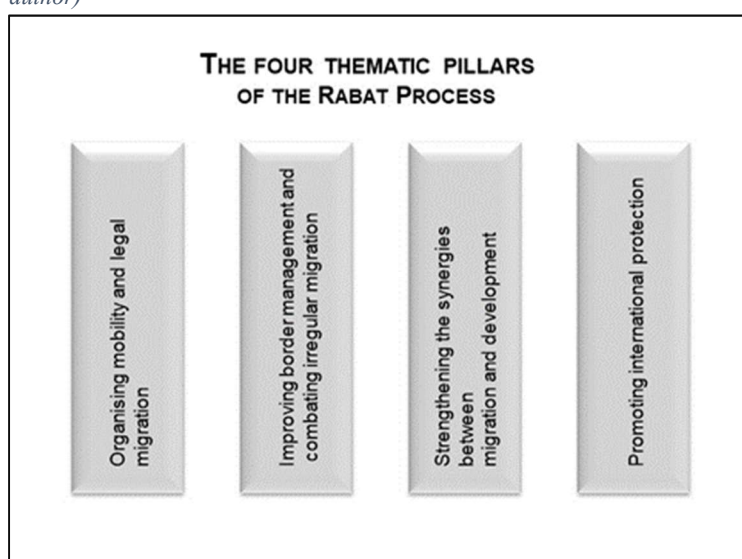 author)
THE FOUR THEMATIC PILLARS
OF THE RABAT PROCESS
Organising mobility and legal
migration
Improving border management and
combating irregular migration
Strengthening the synergies
between
migration and development
Promoting international protection